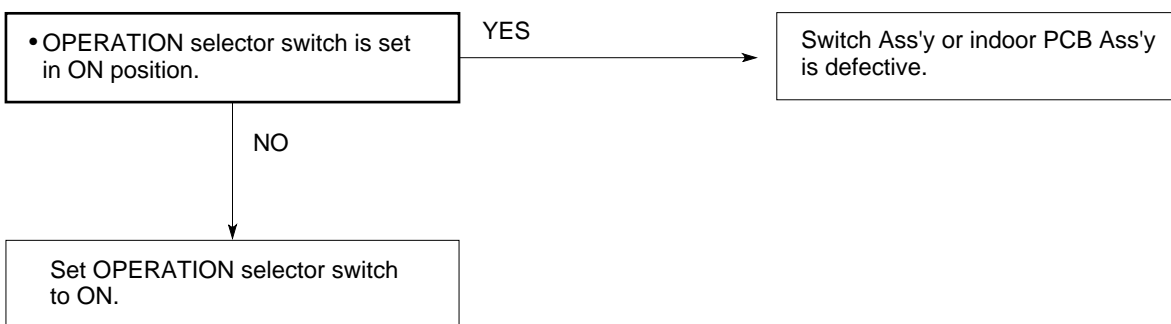 • OPERATION selector switch is set
in ON position.
YES
Switch Ass'y or indoor PCB Ass'y
is defective.
NO
Set OPERATION selector switch
to ON.